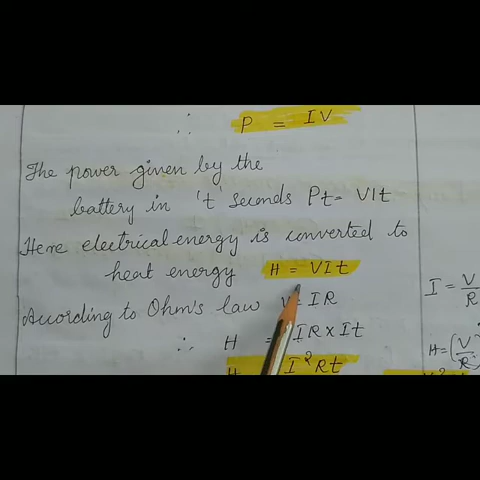 ∴ P = IV
The power given by the
battery in 't' seconds Pt = VIt
Here electrical energy is converted to
heat energy H = VIt
According to Ohm's law V = IR
∴ H = IR x It
H I²Rt
I = V/R
H = (V²/R